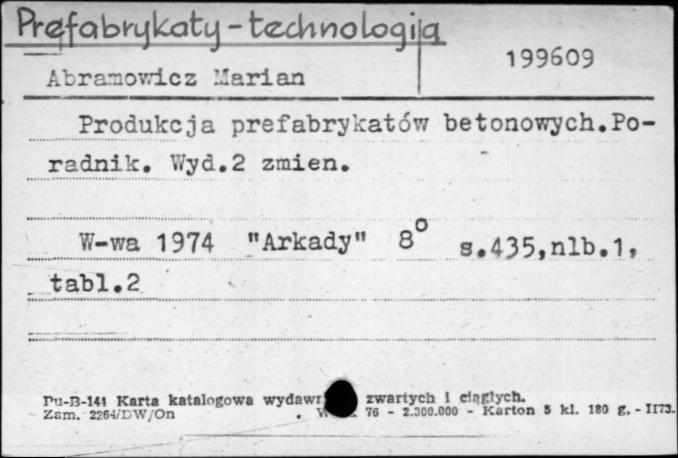 Prefabrykaty - technologia
199609
Abramowicz Marian
Produkcja prefabrykatów betonowych.Po-
radnik. Wyd.2 zmien.
W-wa 1974 "Arkady" 8° s.435,nlb.1,
tabl.2
Pu-B-141 Karta katalogowa zwartych i ciągłych.
Zam. 2264/DW/On 76 - 2.300.000 - Karton 5 kl. 180 g. - II73.